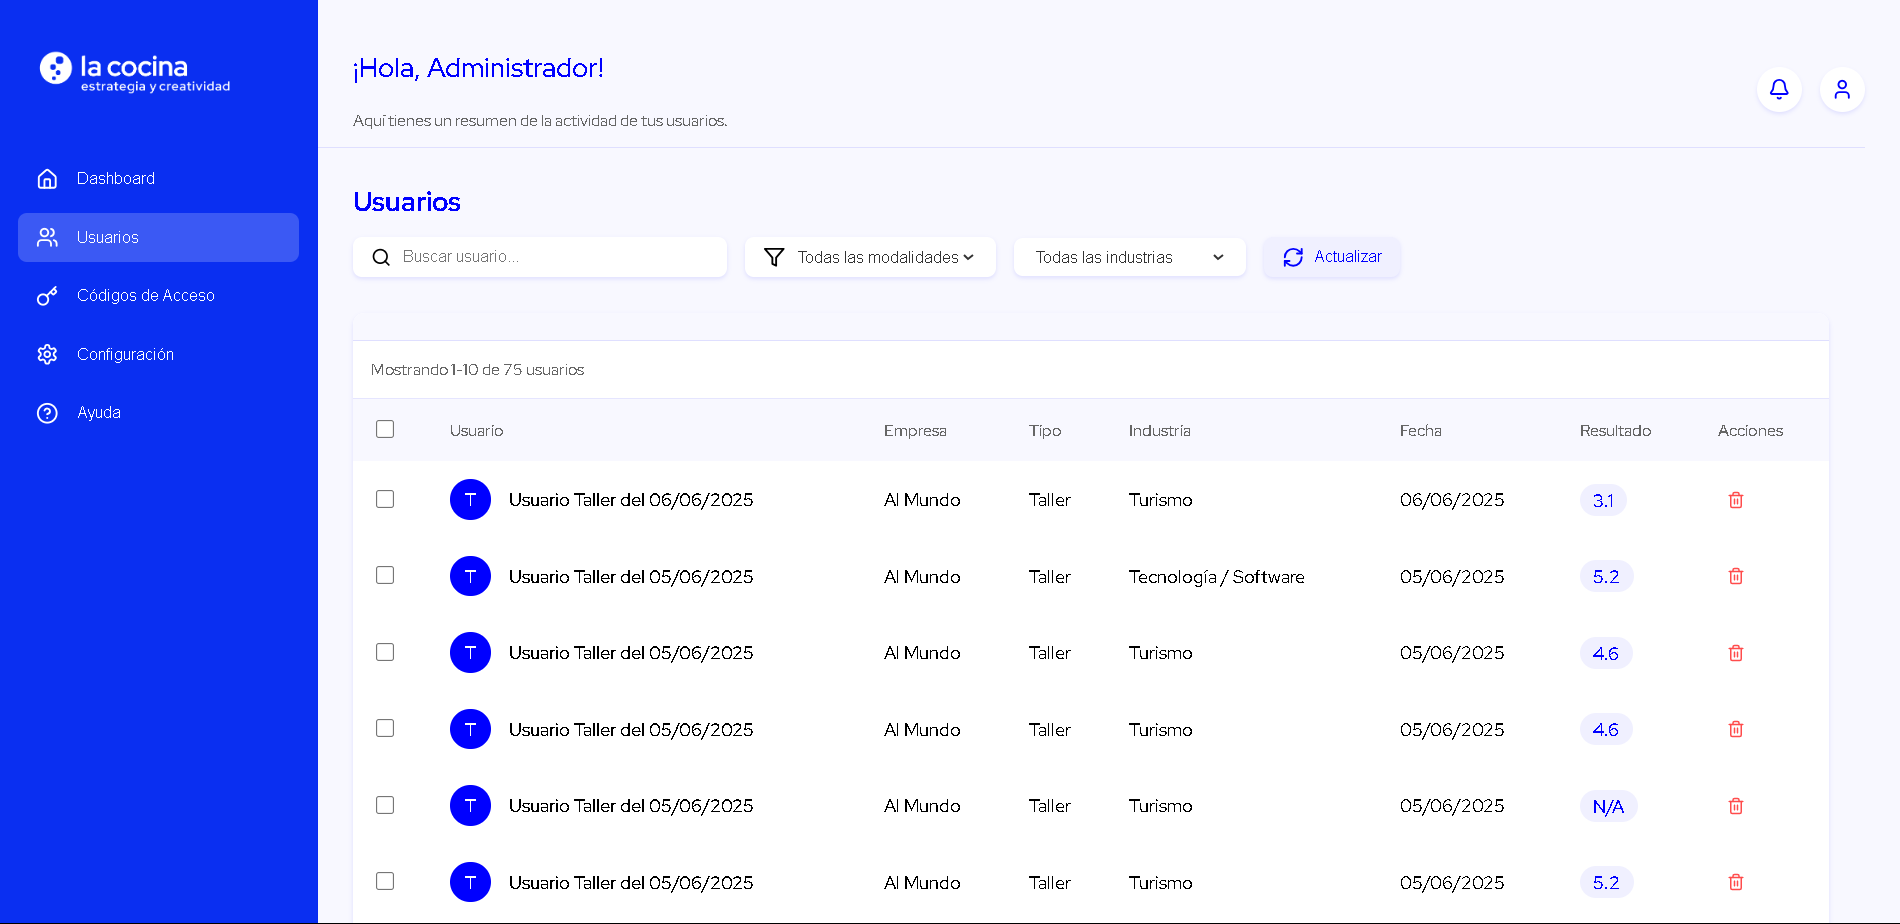 la cocina
estrategia y creatividad
Dashboard
Usuarios
Códigos de Acceso
Configuración
Ayuda
¡Hola, Administrador!
Aquí tienes un resumen de la actividad de tus usuarios.
Usuarios
Buscar usuario...
Todas las modalidades
Todas las industrias
Actualizar
Mostrando 1-10 de 75 usuarios
Usuario Empresa Tipo Industria Fecha Resultado Acciones
T Usuario Taller del 06/06/2025 Al Mundo Taller Turismo 06/06/2025 3.1
T Usuario Taller del 05/06/2025 Al Mundo Taller Tecnología / Software 05/06/2025 5.2
T Usuario Taller del 05/06/2025 Al Mundo Taller Turismo 05/06/2025 4.6
T Usuario Taller del 05/06/2025 Al Mundo Taller Turismo 05/06/2025 4.6
T Usuario Taller del 05/06/2025 Al Mundo Taller Turismo 05/06/2025 N/A
T Usuario Taller del 05/06/2025 Al Mundo Taller Turismo 05/06/2025 5.2